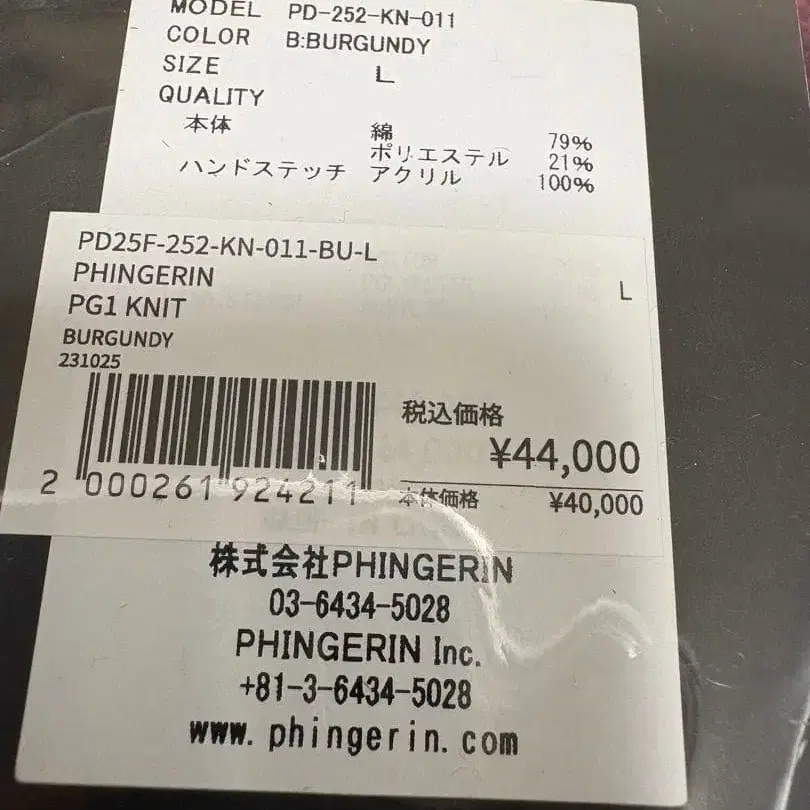 MODEL PD-252-KN-011
COLOR B:BURGUNDY
SIZE L
QUALITY
本体 綿 79%
ポリエステル 21%
ハンドステッチ アクリル 100%
PD25F-252-KN-011-BU-L
PHINGERIN L
PG1 KNIT
BURGUNDY
231025
税込価格
¥44,000
2 000261 924211
本体価格 ¥40,000
株式会社PHINGERIN
03-6434-5028
PHINGERIN Inc.
+81-3-6434-5028
www.phingerin.com